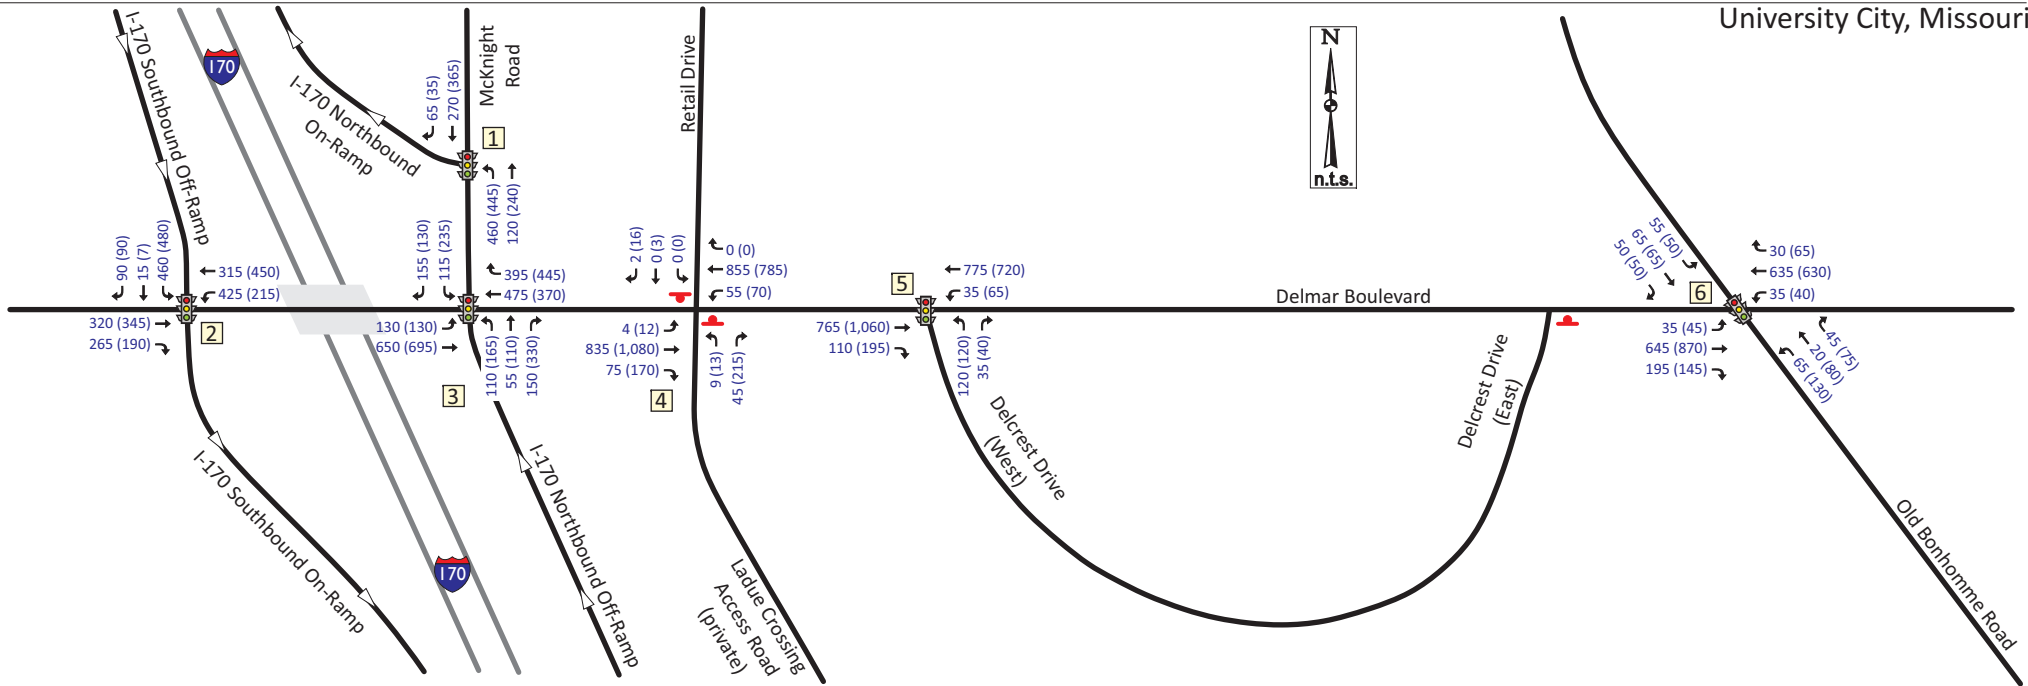 University City, Missouri
I-170 Southbound Off-Ramp
I70
I-170 Northbound
On-Ramp
McKnight
Road
65 (35)
270 (365)
1
460 (445)
120 (240)
Retail Drive
N
n.t.s.
90 (90)
15 (7)
460 (480)
315 (450)
425 (215)
320 (345)
265 (190)
2
155 (130)
115 (235)
395 (445)
475 (370)
130 (130)
650 (695)
110 (165)
55 (110)
150 (330)
3
2 (16)
0 (3)
0 (0)
0 (0)
855 (785)
55 (70)
4 (12)
835 (1,080)
75 (170)
9 (13)
45 (215)
4
5
775 (720)
35 (65)
765 (1,060)
110 (195)
120 (120)
35 (40)
Delmar Boulevard
55 (50)
65 (65)
50 (50)
6
30 (65)
635 (630)
35 (40)
35 (45)
645 (870)
195 (145)
45 (75)
20 (80)
65 (130)
Delcrest Drive
(West)
Delcrest Drive
(East)
I-170 Southbound On-Ramp
I70
I-170 Northbound Off-Ramp
Ladue Crossing
Access Road
(private)
Old Bonhomme Road